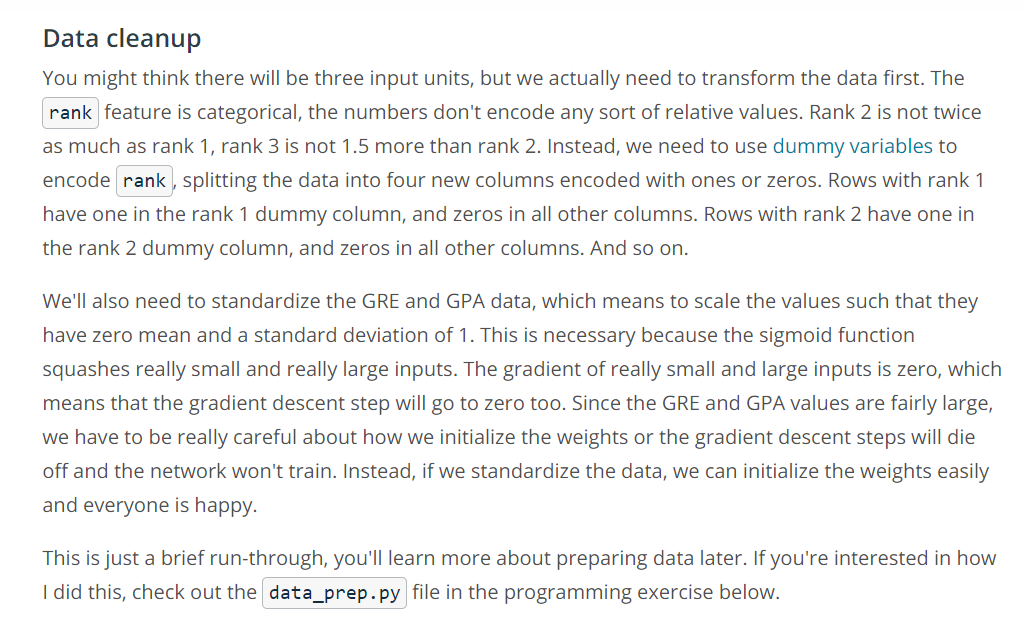 Data cleanup
You might think there will be three input units, but we actually need to transform the data first. The
rank feature is categorical, the numbers don't encode any sort of relative values. Rank 2 is not twice
as much as rank 1, rank 3 is not 1.5 more than rank 2. Instead, we need to use dummy variables to
encode rank, splitting the data into four new columns encoded with ones or zeros. Rows with rank 1
have one in the rank 1 dummy column, and zeros in all other columns. Rows with rank 2 have one in
the rank 2 dummy column, and zeros in all other columns. And so on.
We'll also need to standardize the GRE and GPA data, which means to scale the values such that they
have zero mean and a standard deviation of 1. This is necessary because the sigmoid function
squashes really small and really large inputs. The gradient of really small and large inputs is zero, which
means that the gradient descent step will go to zero too. Since the GRE and GPA values are fairly large,
we have to be really careful about how we initialize the weights or the gradient descent steps will die
off and the network won't train. Instead, if we standardize the data, we can initialize the weights easily
and everyone is happy.
This is just a brief run-through, you'll learn more about preparing data later. If you're interested in how
I did this, check out the data_prep.py file in the programming exercise below.